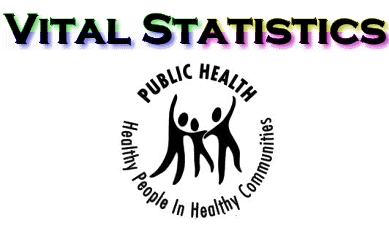 VITAL STATISTICS
PUBLIC HEALTH
Healthy People In Healthy Communities